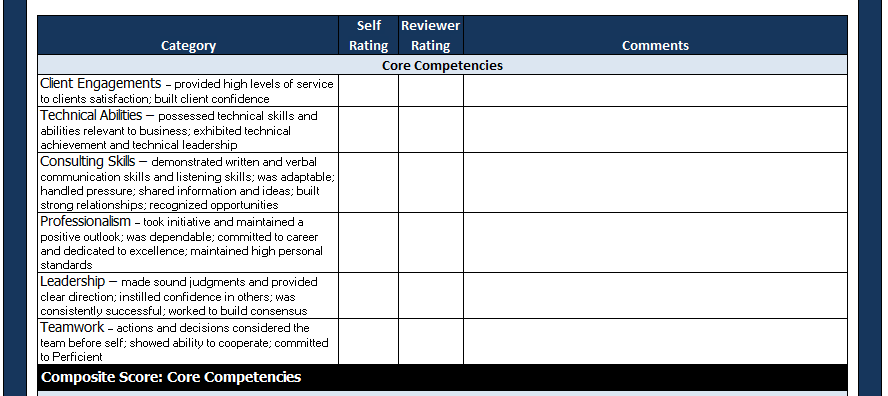 Self Reviewer
Category Rating Rating Comments
Core Competencies
Client Engagements – provided high levels of service
to clients satisfaction; built client confidence
Technical Abilities – possessed technical skills and
abilities relevant to business; exhibited technical
achievement and technical leadership
Consulting Skills – demonstrated written and verbal
communication skills and listening skills; was adaptable;
handled pressure; shared information and ideas; built
strong relationships; recognized opportunities
Professionalism – took initiative and maintained a
positive outlook; was dependable; committed to career
and dedicated to excellence; maintained high personal
standards
Leadership – made sound judgments and provided
clear direction; instilled confidence in others; was
consistently successful; worked to build consensus
Teamwork – actions and decisions considered the
team before self; showed ability to cooperate; committed
to Perficient
Composite Score: Core Competencies